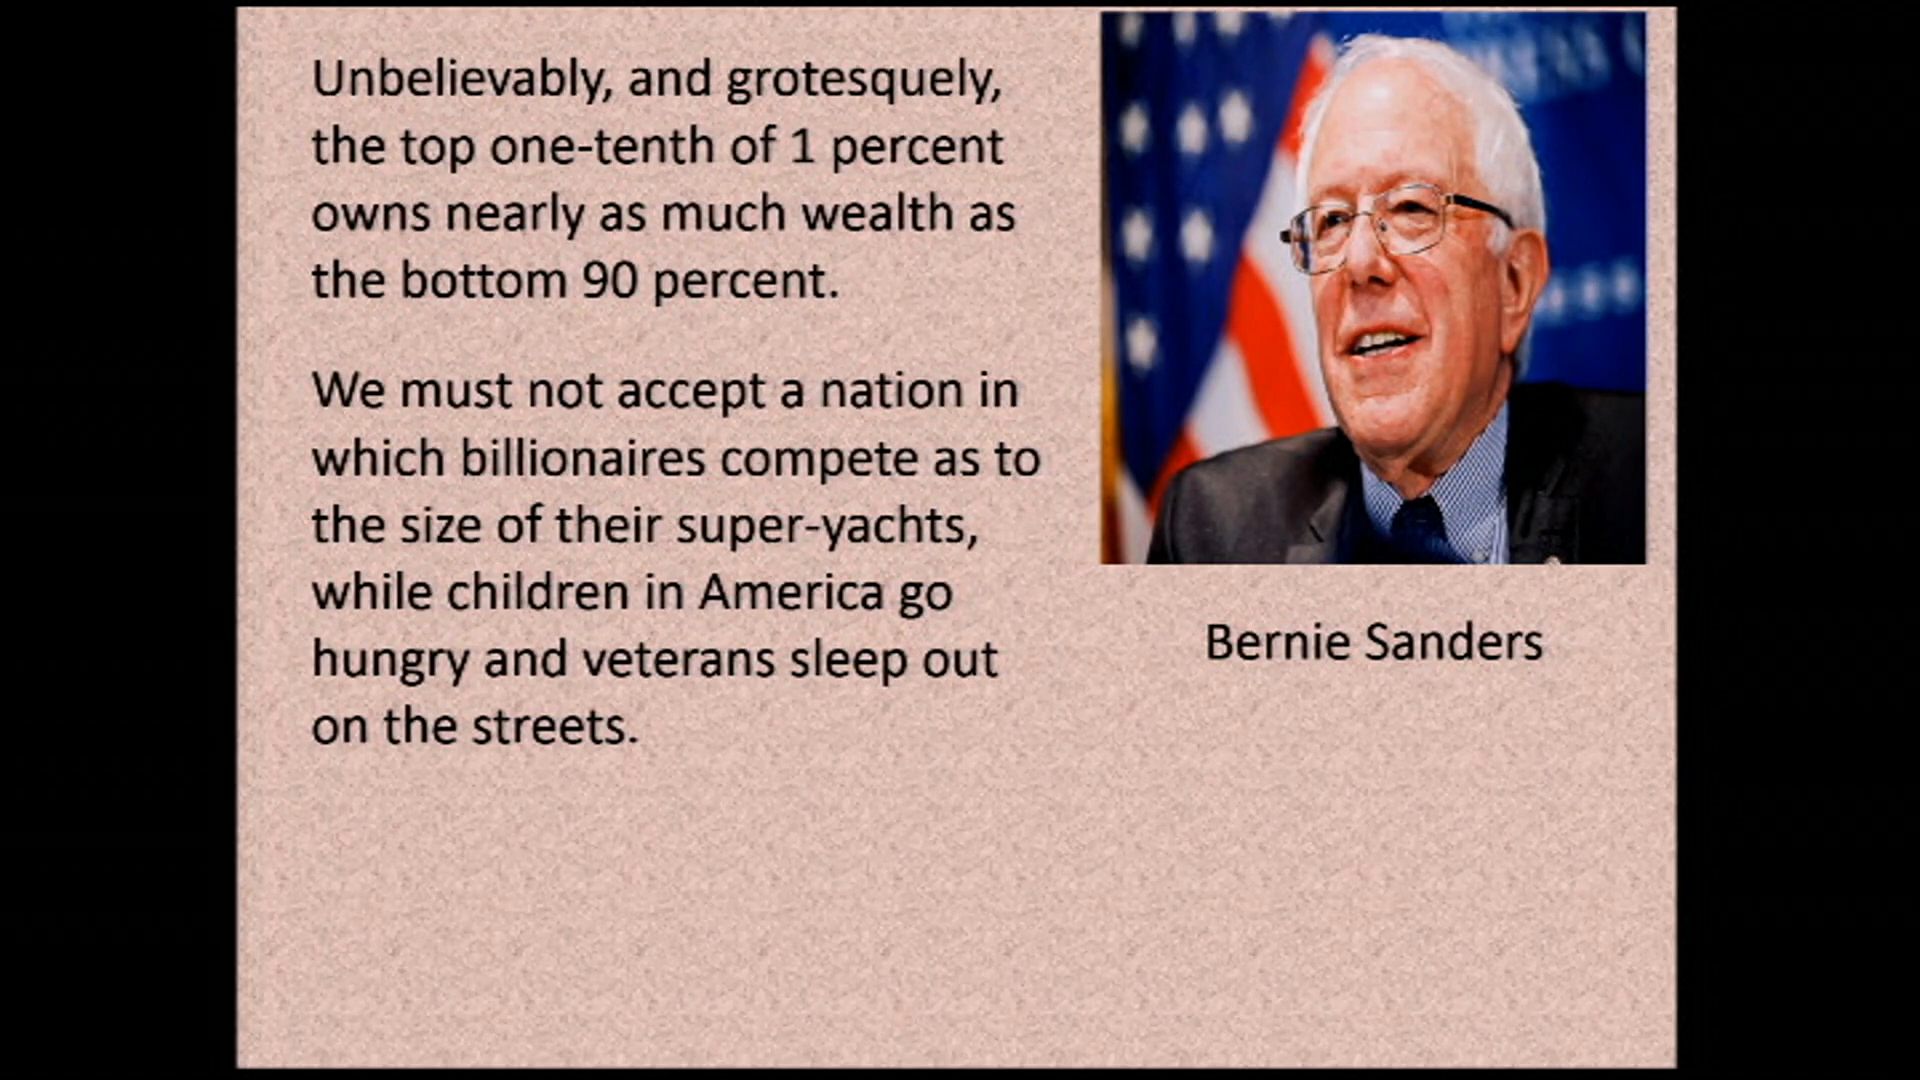 Unbelievably, and grotesquely,
the top one-tenth of 1 percent
owns nearly as much wealth as
the bottom 90 percent.
We must not accept a nation in
which billionaires compete as to
the size of their super-yachts,
while children in America go
hungry and veterans sleep out
on the streets.
Bernie Sanders